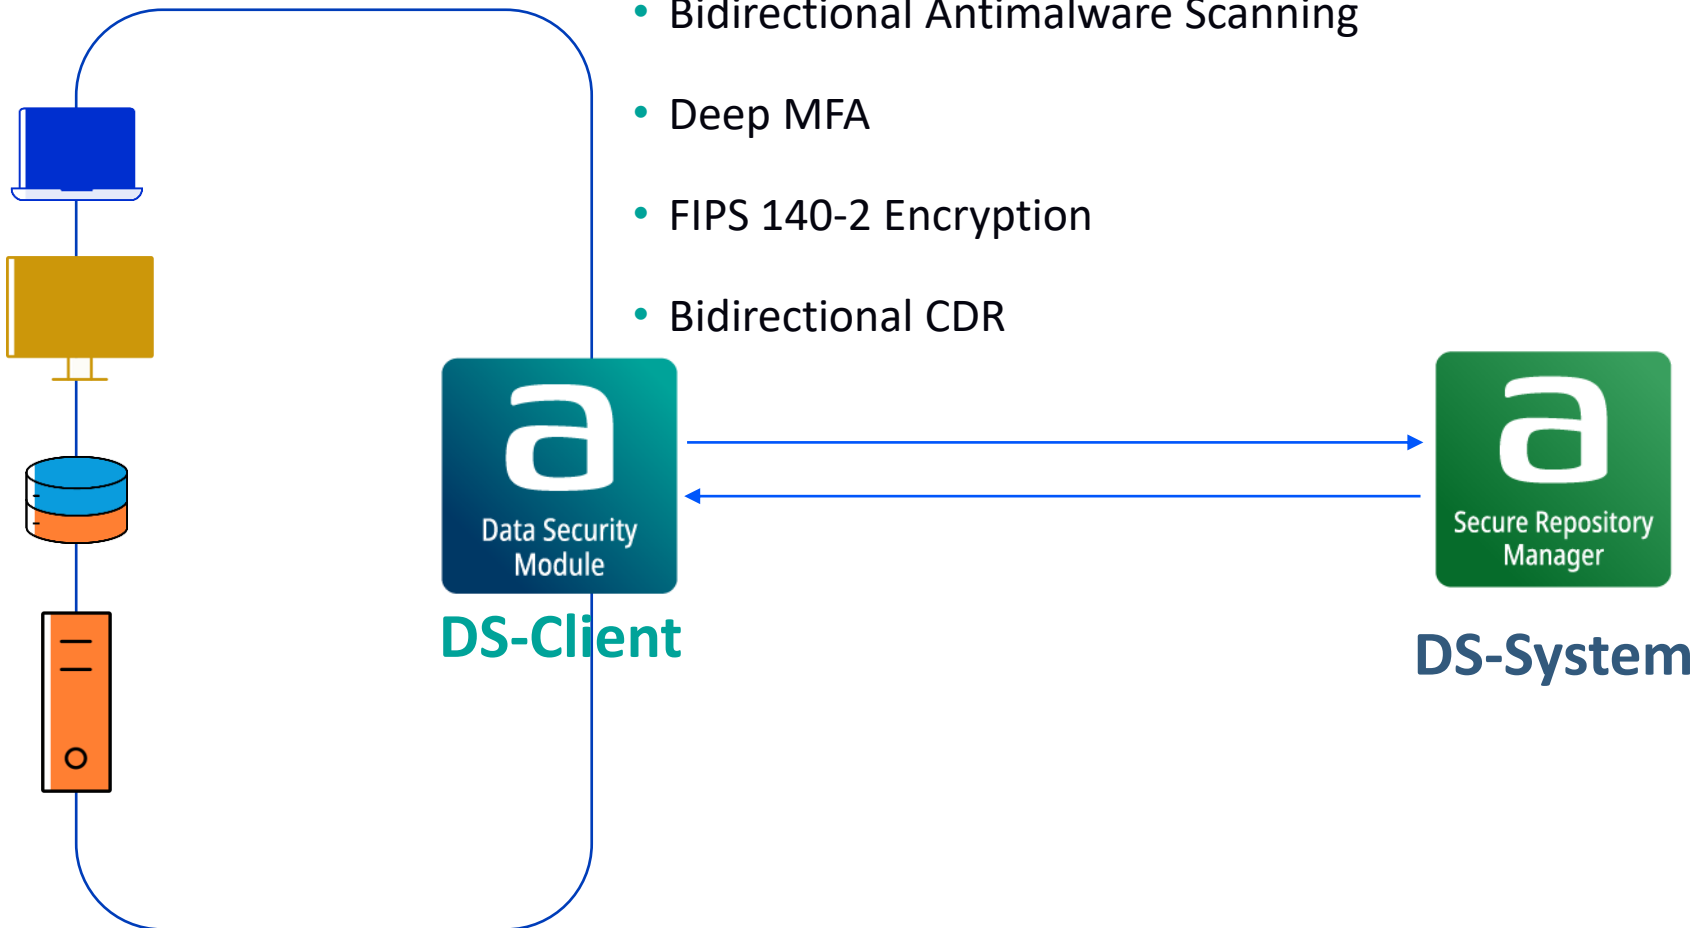 • Bidirectional Antimalware Scanning
• Deep MFA
• FIPS 140-2 Encryption
• Bidirectional CDR
a
Data Security
Module
DS-Client
a
Secure Repository
Manager
DS-System